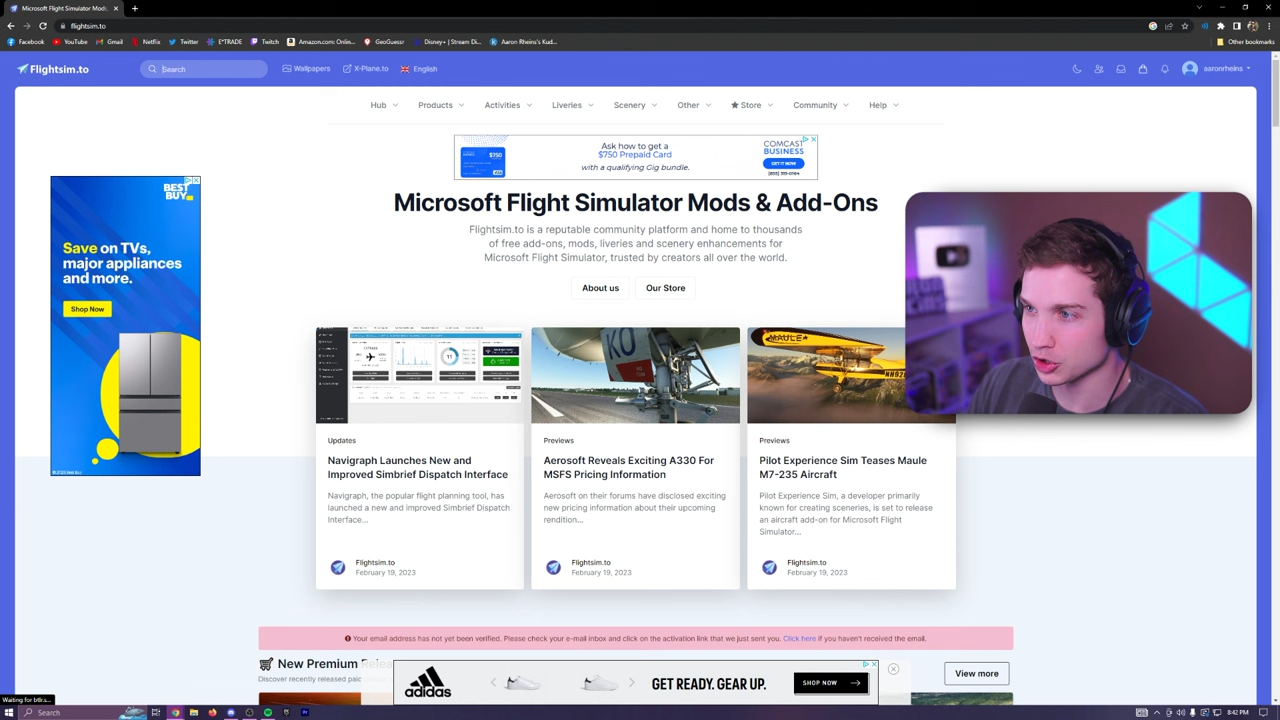 Microsoft Flight Simulator Mods
flightsim.to
Facebook
YouTube
Gmail
Netflix
Twitter
E*TRADE
Twitch
Amazon.com: Onlin...
GeoGuessr
Disney+ | Stream Di...
Aaron Rheins's Kud...
Other bookmarks
Flightsim.to
Search
Wallpapers
X-Plane.to
English
aaronrheins
Hub
Products
Activities
Liveries
Scenery
Other
Store
Community
Help
$750
Ask how to get a
$750 Prepaid Card
with a qualifying Gig bundle.
COMCAST
BUSINESS
GET IT NOW
BEST
BUY
Save on TVs,
major appliances
and more.
Shop Now
Microsoft Flight Simulator Mods & Add-Ons
Flightsim.to is a reputable community platform and home to thousands
of free add-ons, mods, liveries and scenery enhancements for
Microsoft Flight Simulator, trusted by creators all over the world.
About us
Our Store
MAULE
Updates
Navigraph Launches New and
Improved Simbrief Dispatch Interface
Navigraph, the popular flight planning tool, has
launched a new and improved Simbrief Dispatch
Interface...
Flightsim.to
February 19, 2023
Previews
Aerosoft Reveals Exciting A330 For
MSFS Pricing Information
Aerosoft on their forums have disclosed exciting
new pricing information about their upcoming
rendition...
Flightsim.to
February 19, 2023
Previews
Pilot Experience Sim Teases Maule
M7-235 Aircraft
Pilot Experience Sim, a developer primarily
known for creating sceneries, is set to release
an aircraft add-on for Microsoft Flight
Simulator...
Flightsim.to
February 19, 2023
Your email address has not yet been verified. Please check your e-mail inbox and click on the activation link that we just sent you. Click here if you haven't received the email.
New Premium Relea
Discover recently released paid
View more
adidas
GET READY. GEAR UP.
SHOP NOW
Waiting for btlr.s...
Search
8:42 PM